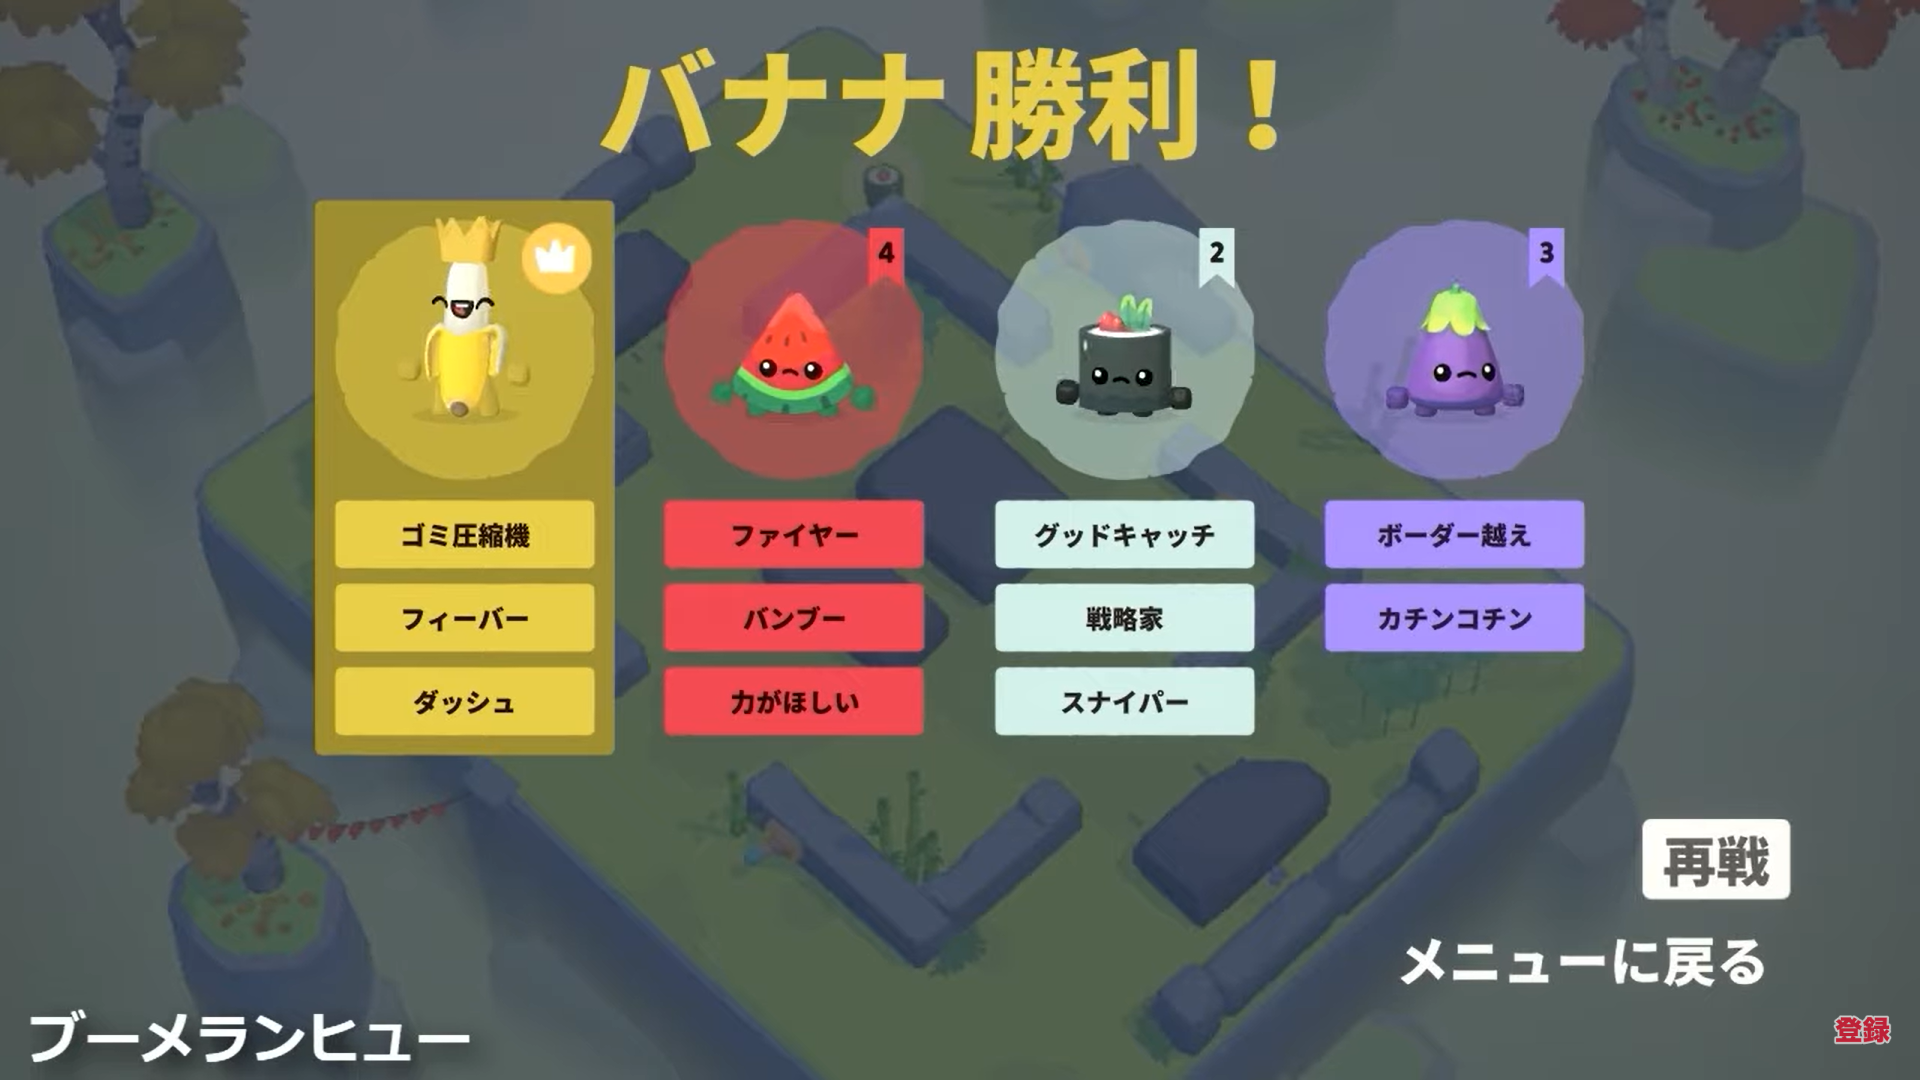 バナナ 勝利！
4
2
3
ゴミ圧縮機
ファイヤー
グッドキャッチ
ボーダー越え
フィーバー
バンブー
戦略家
カチンコチン
ダッシュ
力がほしい
スナイパー
再戦
メニューに戻る
ブーメランヒュー
登録